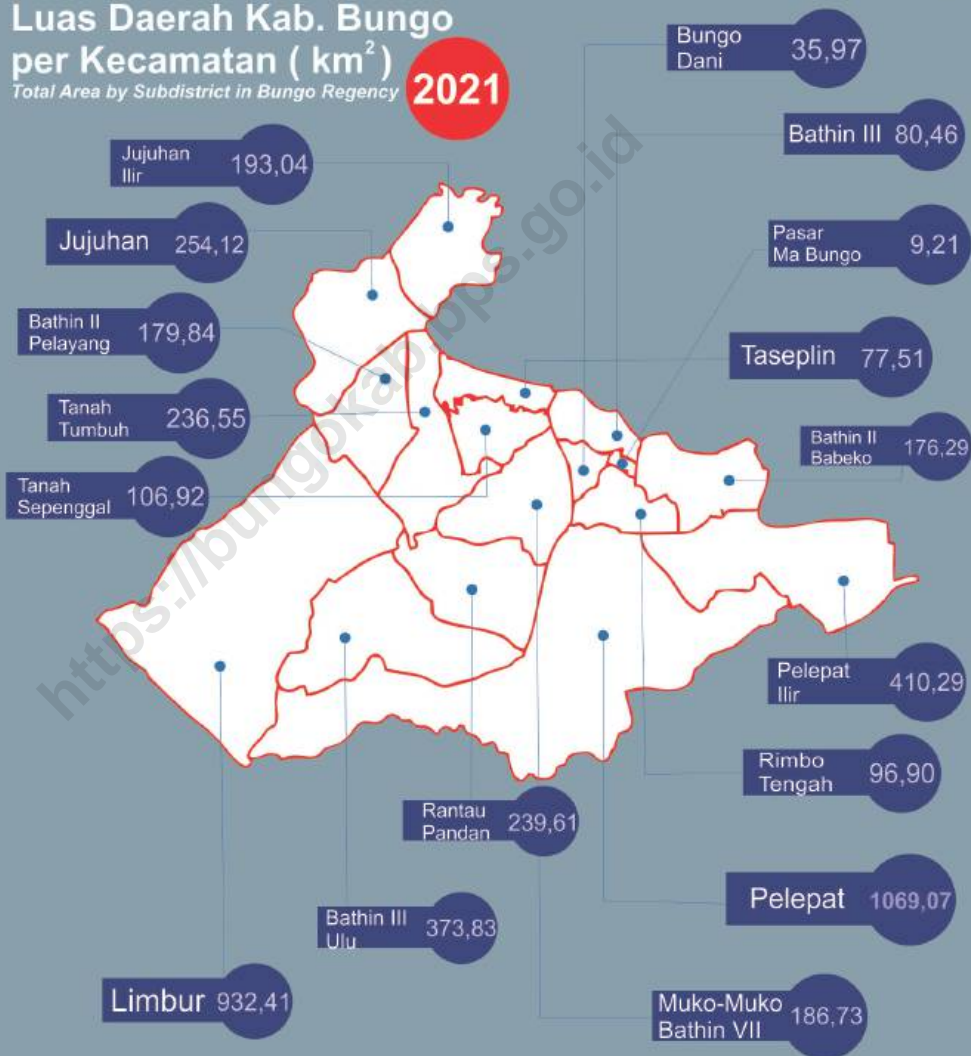 Luas Daerah Kab. Bungo
per Kecamatan ( km²)
Total Area by Subdistrict in Bungo Regency
2021
Bungo
Dani
35,97
Bathin III 80,46
Jujuhan
Ilir
193,04
Pasar
Ma Bungo
9,21
Jujuhan 254,12
Bathin II
Pelayang
179,84
Taseplin 77,51
Tanah
Tumbuh
236,55
Bathin II
Babeko
176,29
Tanah
Sepenggal
106,92
Pelepat
Ilir
410,29
Rimbo
Tengah
96,90
Rantau
Pandan
239,61
Pelepat 1069,07
Bathin III
Ulu
373,83
Limbur 932,41
Muko-Muko
Bathin VII
186,73
https://bungokab.bps.go.id